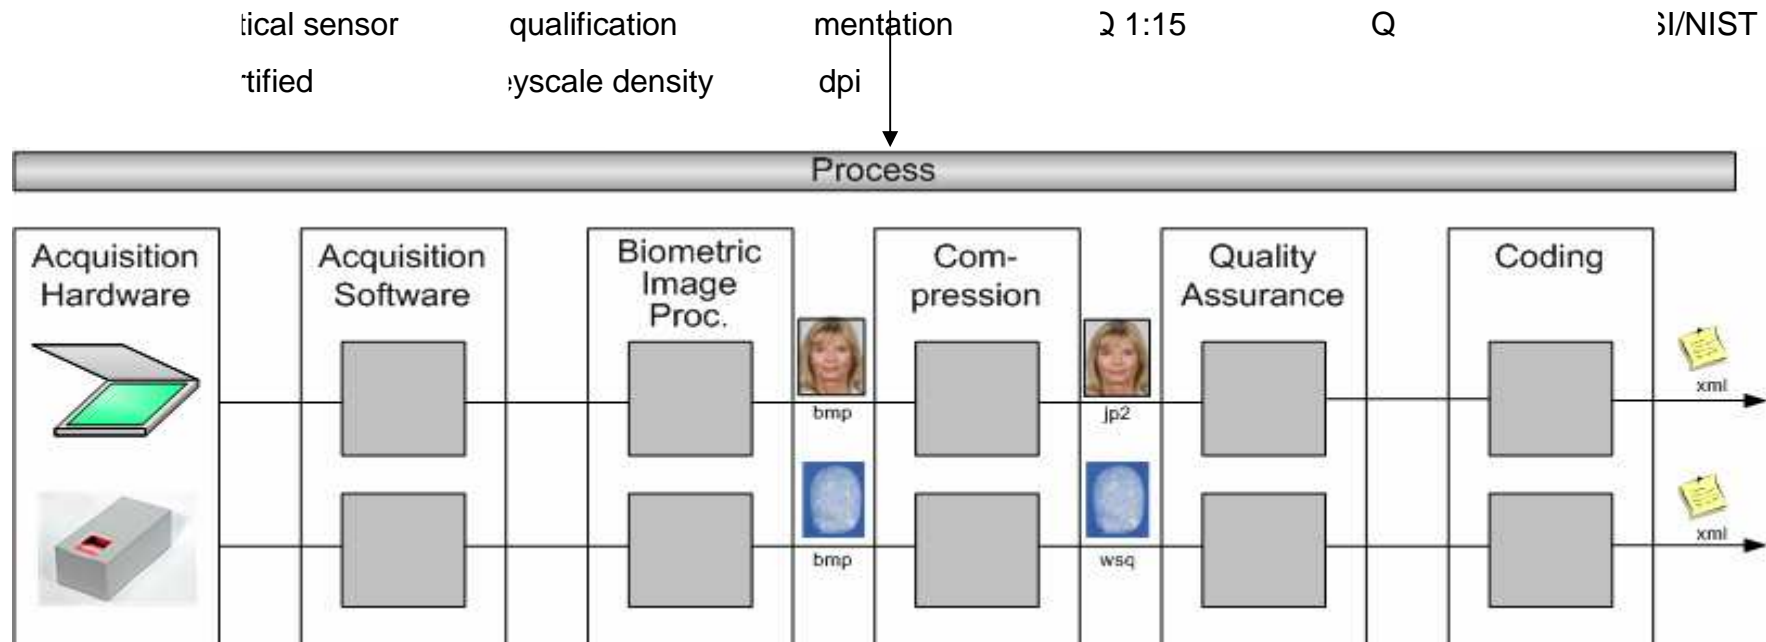 tical sensor qualification mentation Q 1:15 Q SI/NIST
tified yscale density dpi
Process
Acquisition
Hardware
Acquisition
Software
Biometric
Image
Proc.
Com-
pression
Quality
Assurance
Coding
bmp
jp2
xml
bmp
wsq
xml